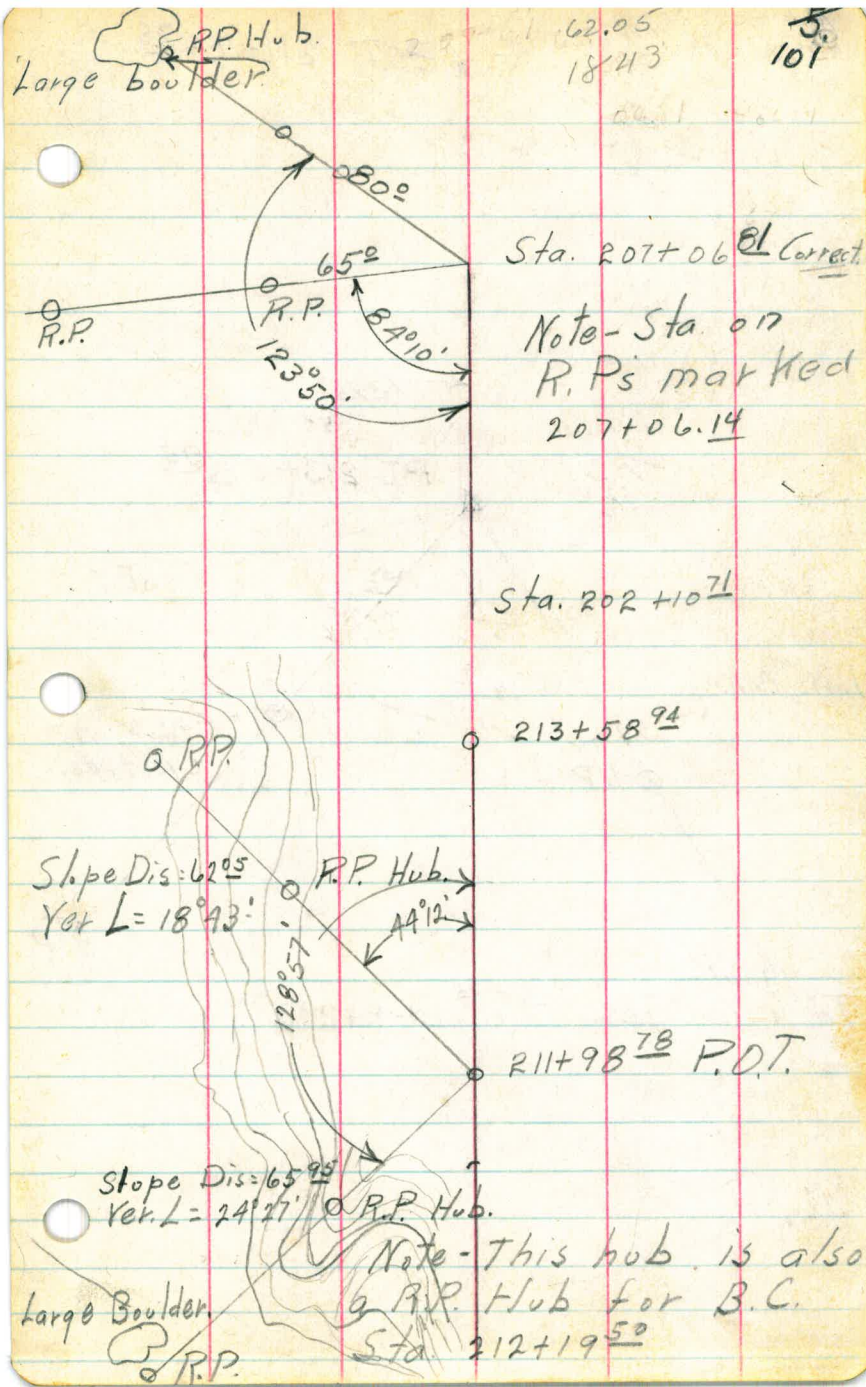 R.P. Hub.
Large boulder.
62.05
18 43
5.
101
80º
65º
R.P.
R.P.
84°10'
123°50'
Sta. 207+06 81 Correct.
Note - Sta. on
R.P's marked
207+06.14
Sta. 202+10 71
213+58 94
R.P.
Slope Dis = 62 05
Ver L = 18°43'
R.P. Hub.
44°12'
128°57'
211+98 78 P.O.T.
Slope Dis = 65 95
Ver. L = 24°27'
R.P. Hub.
Note - This hub is also
a R.P. Hub for B.C.
Sta 212+19 50
Large Boulder.
R.P.